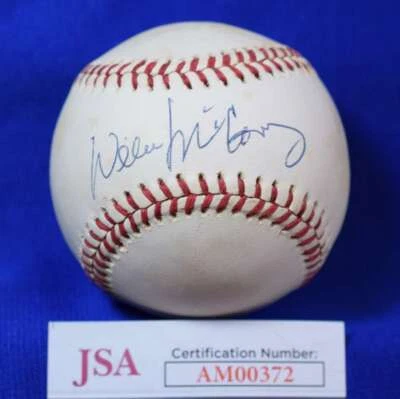 Willie McCovey
JSA
Certification Number:
AM00372